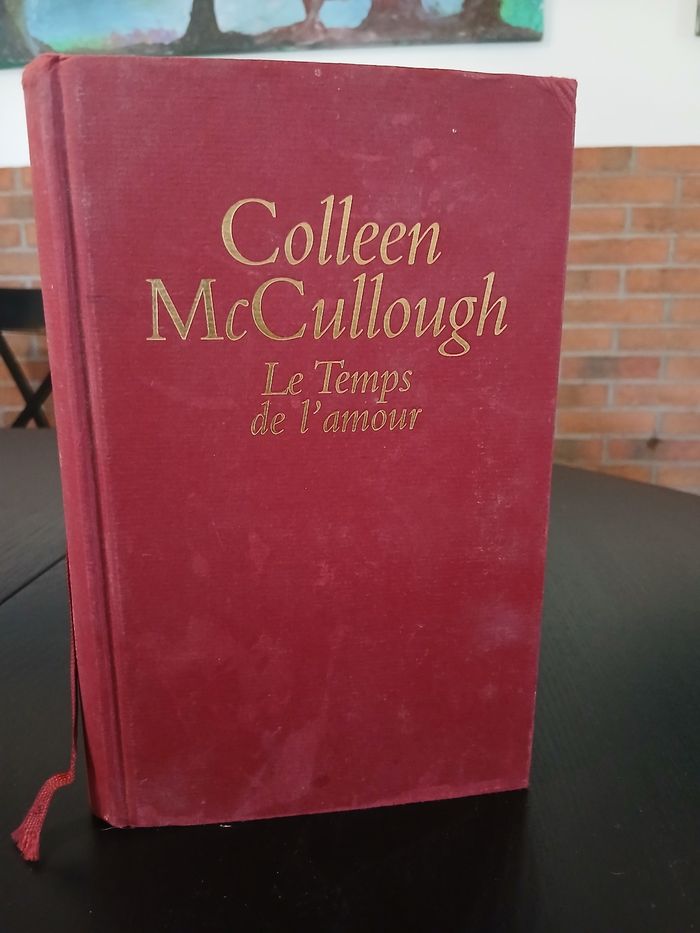 Colleen
McCullough
Le Temps
de l'amour